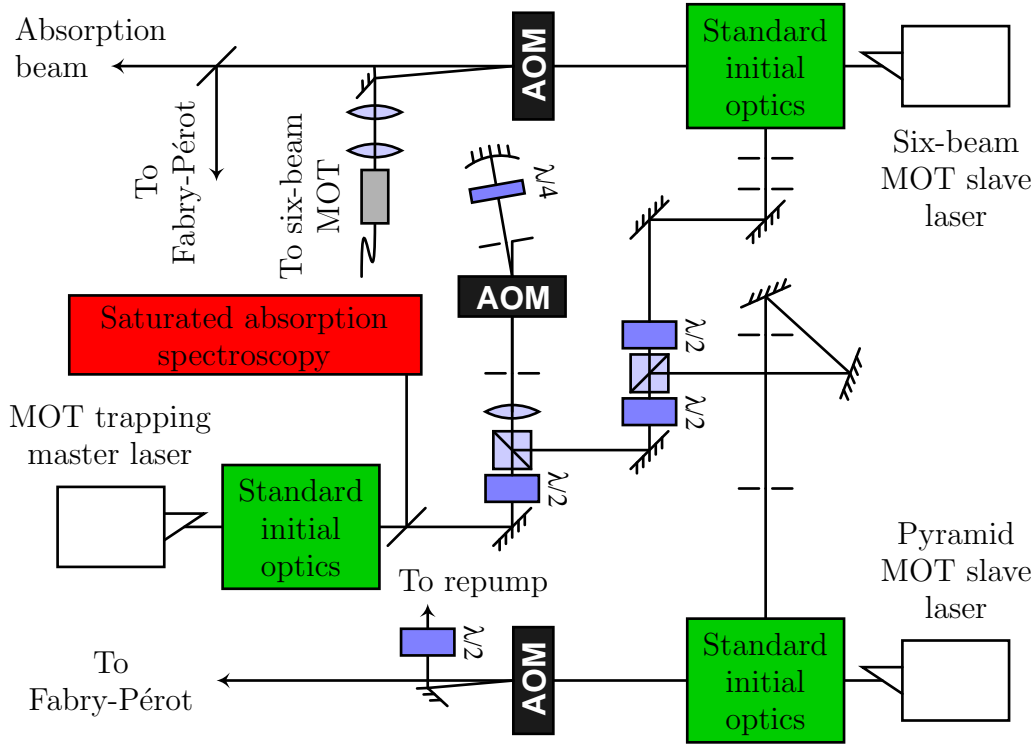 Absorption
beam
To
Fabry-Pérot
To six-beam
MOT
AOM
Standard
initial
optics
Six-beam
MOT slave
laser
λ/4
AOM
Saturated absorption
spectroscopy
λ/2
λ/2
MOT trapping
master laser
Standard
initial
optics
λ/2
To repump
λ/2
Pyramid
MOT slave
laser
To
Fabry-Pérot
AOM
Standard
initial
optics